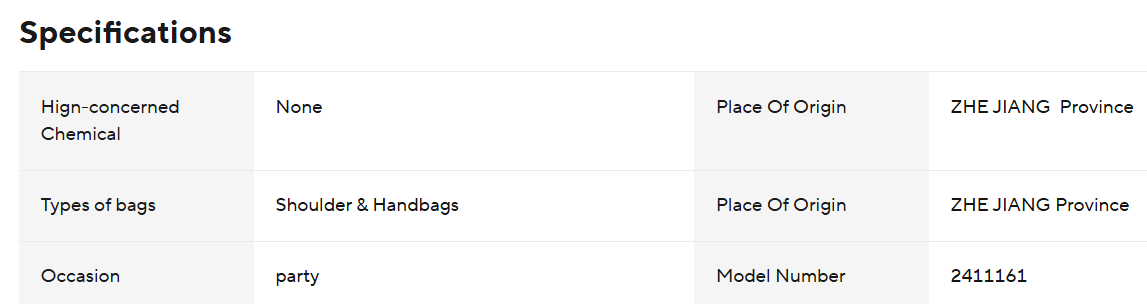 Specifications
Hign-concerned Chemical None Place Of Origin ZHE JIANG  Province
Types of bags Shoulder & Handbags Place Of Origin ZHE JIANG Province
Occasion party Model Number 2411161